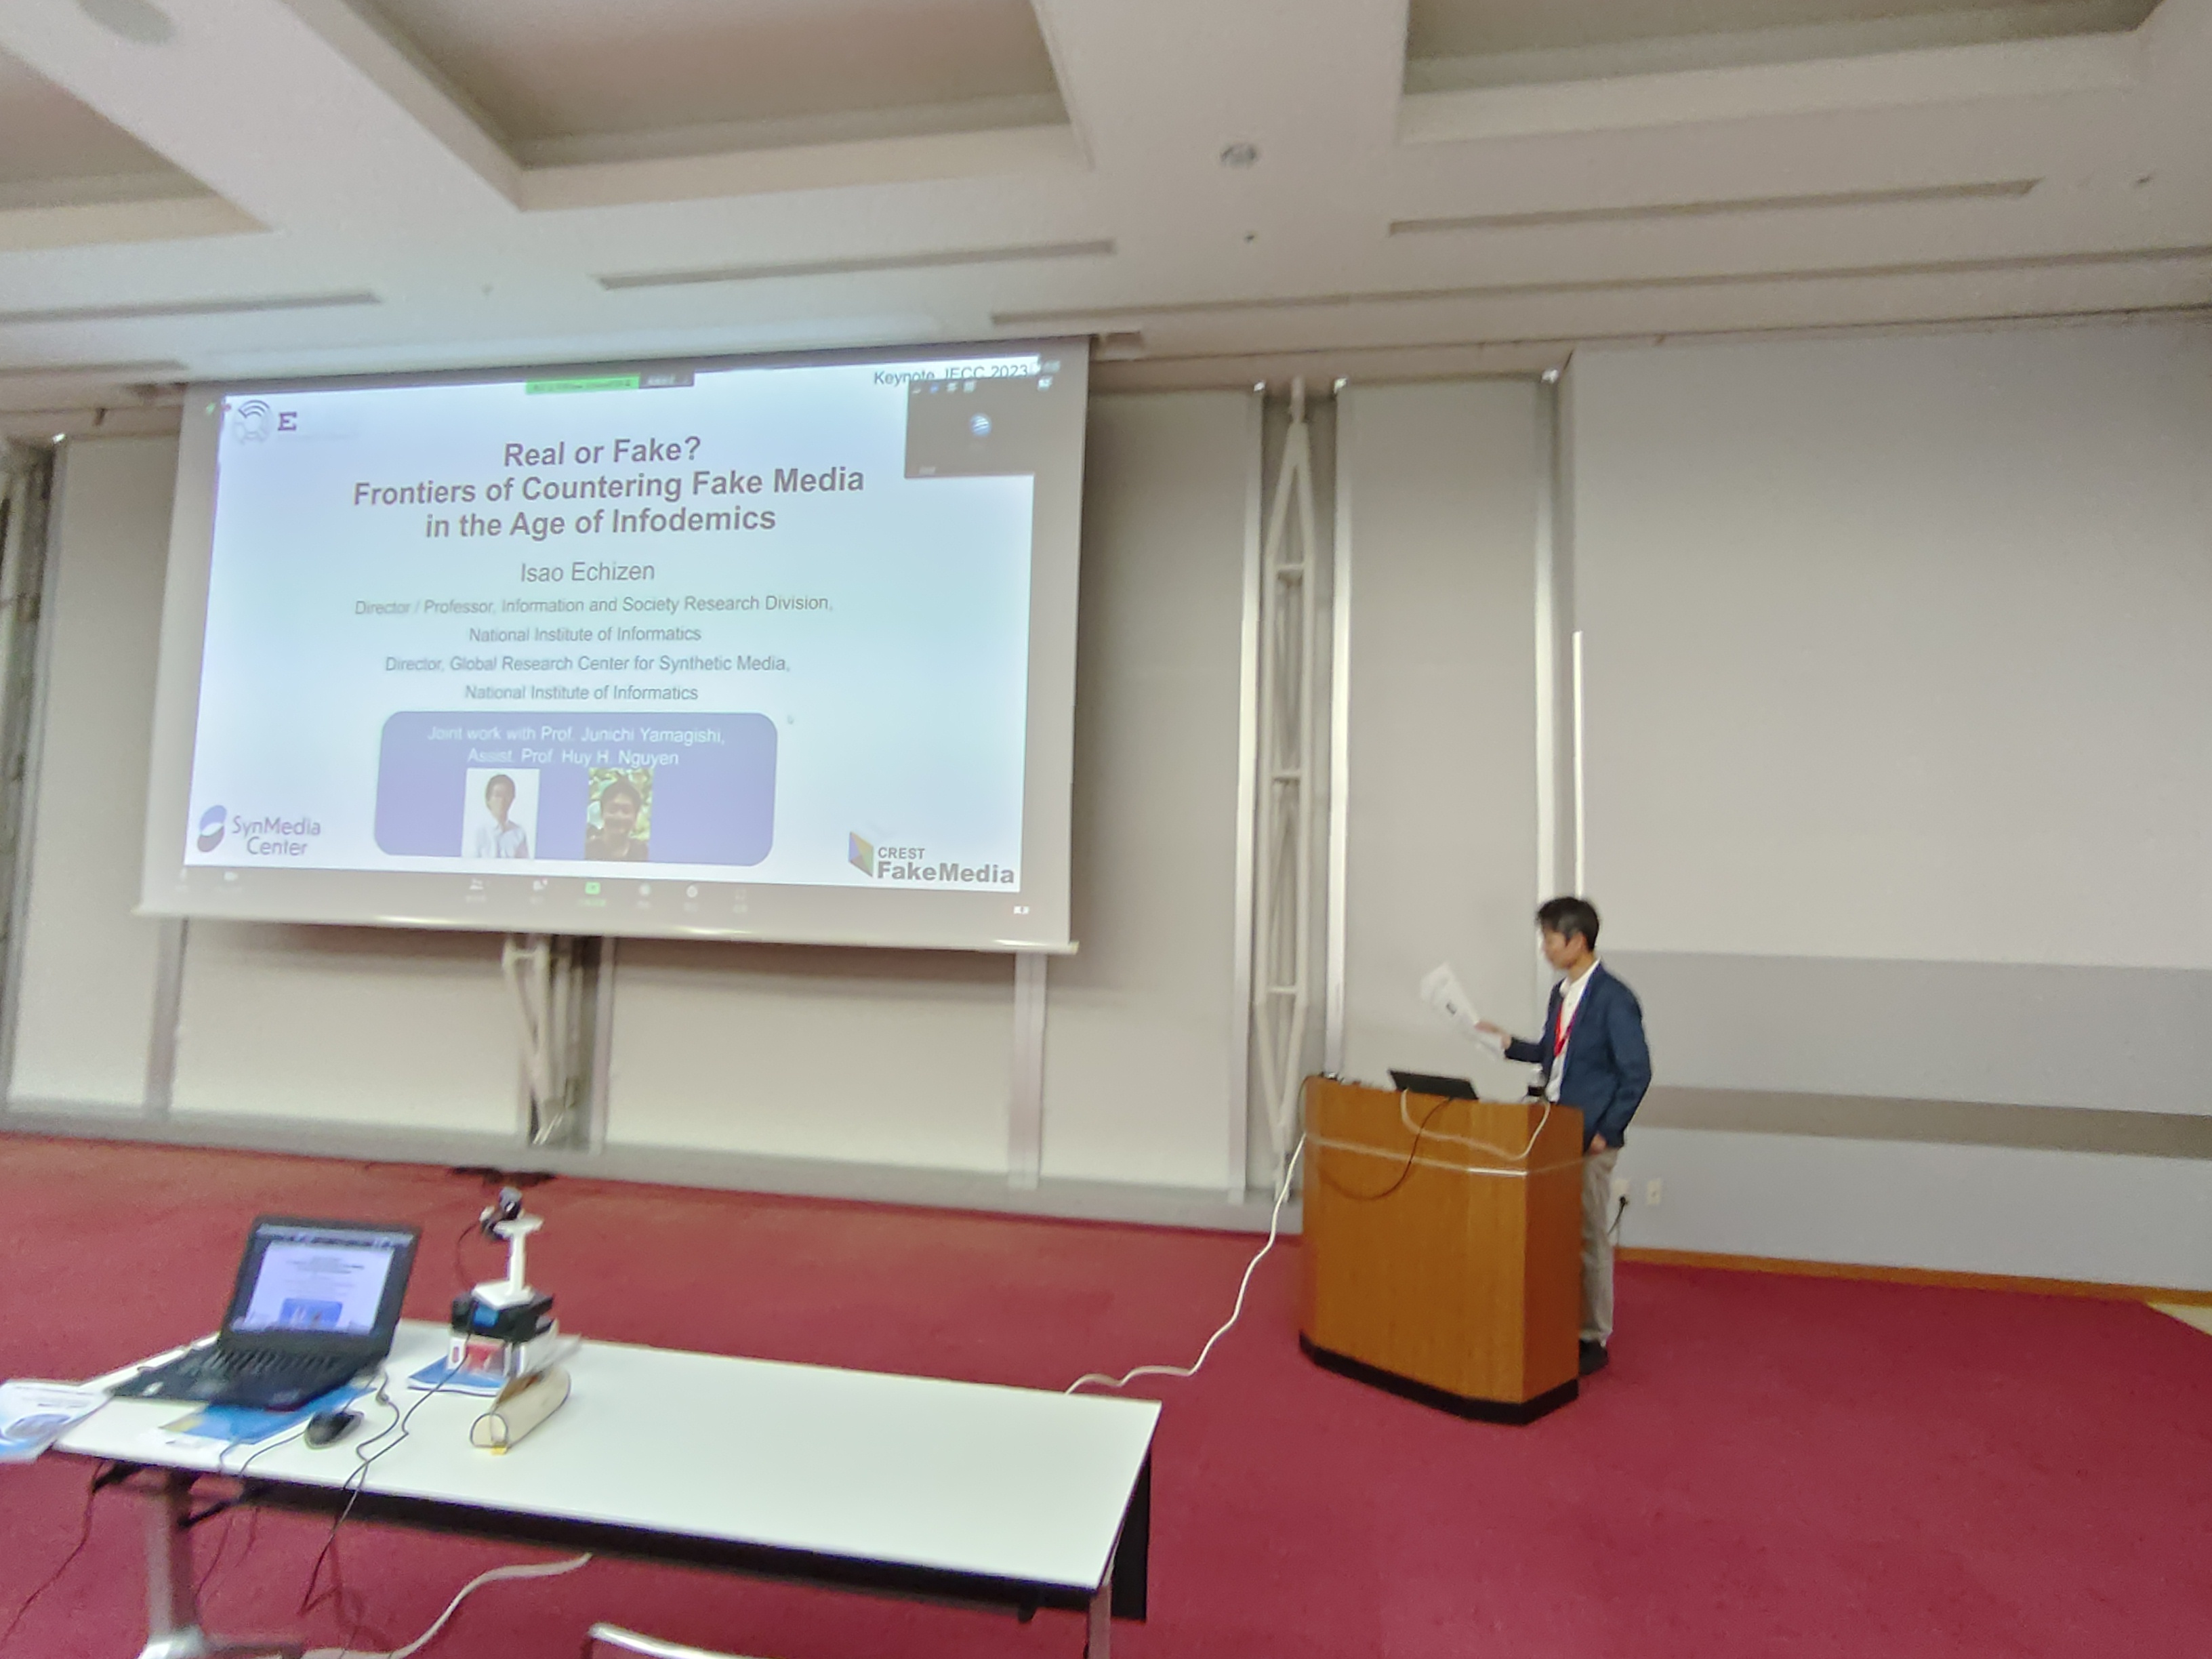 Keynote, IECC 2023
E
Real or Fake?
Frontiers of Countering Fake Media
in the Age of Infodemics
Isao Echizen
Director / Professor, Information and Society Research Division,
National Institute of Informatics
Director, Global Research Center for Synthetic Media,
National Institute of Informatics
Joint work with Prof. Junichi Yamagishi,
Assist. Prof. Huy H. Nguyen
SynMedia
Center
CREST
FakeMedia